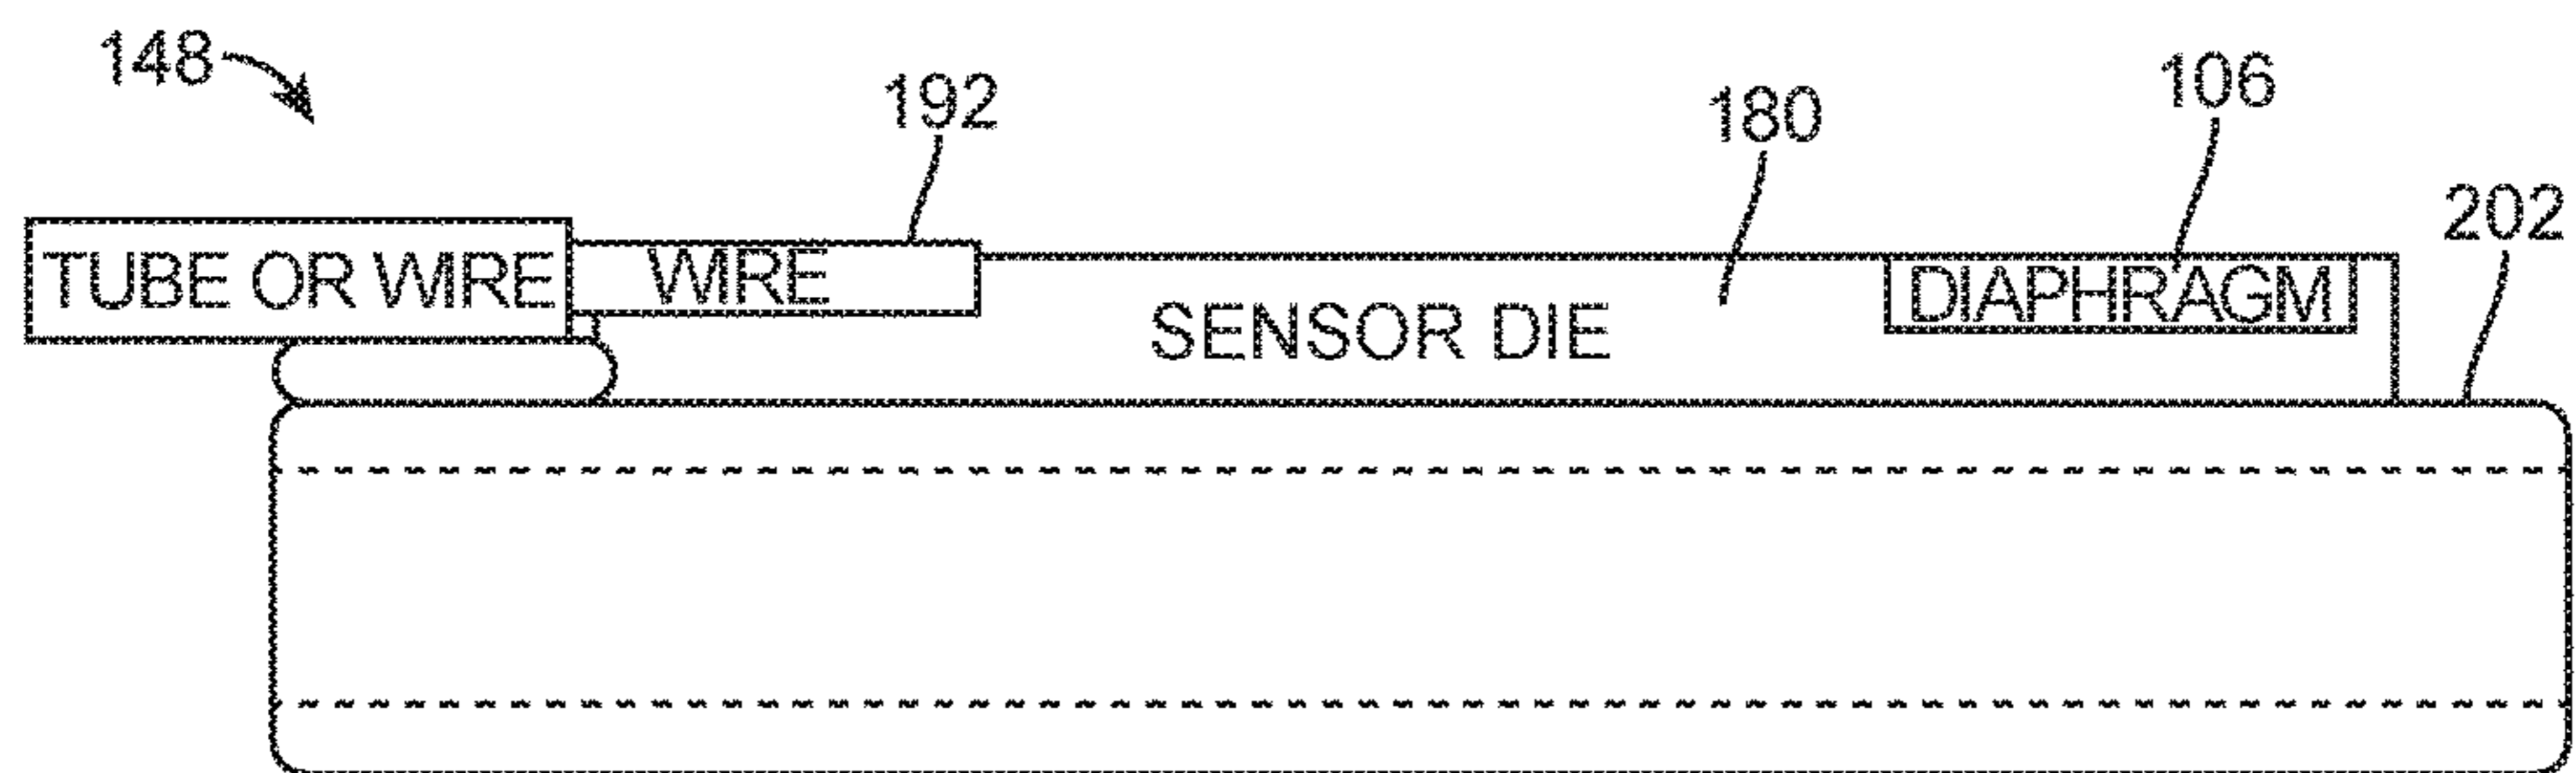 148
192
180
106
202
TUBE OR WIRE
WIRE
SENSOR DIE
DIAPHRAGM